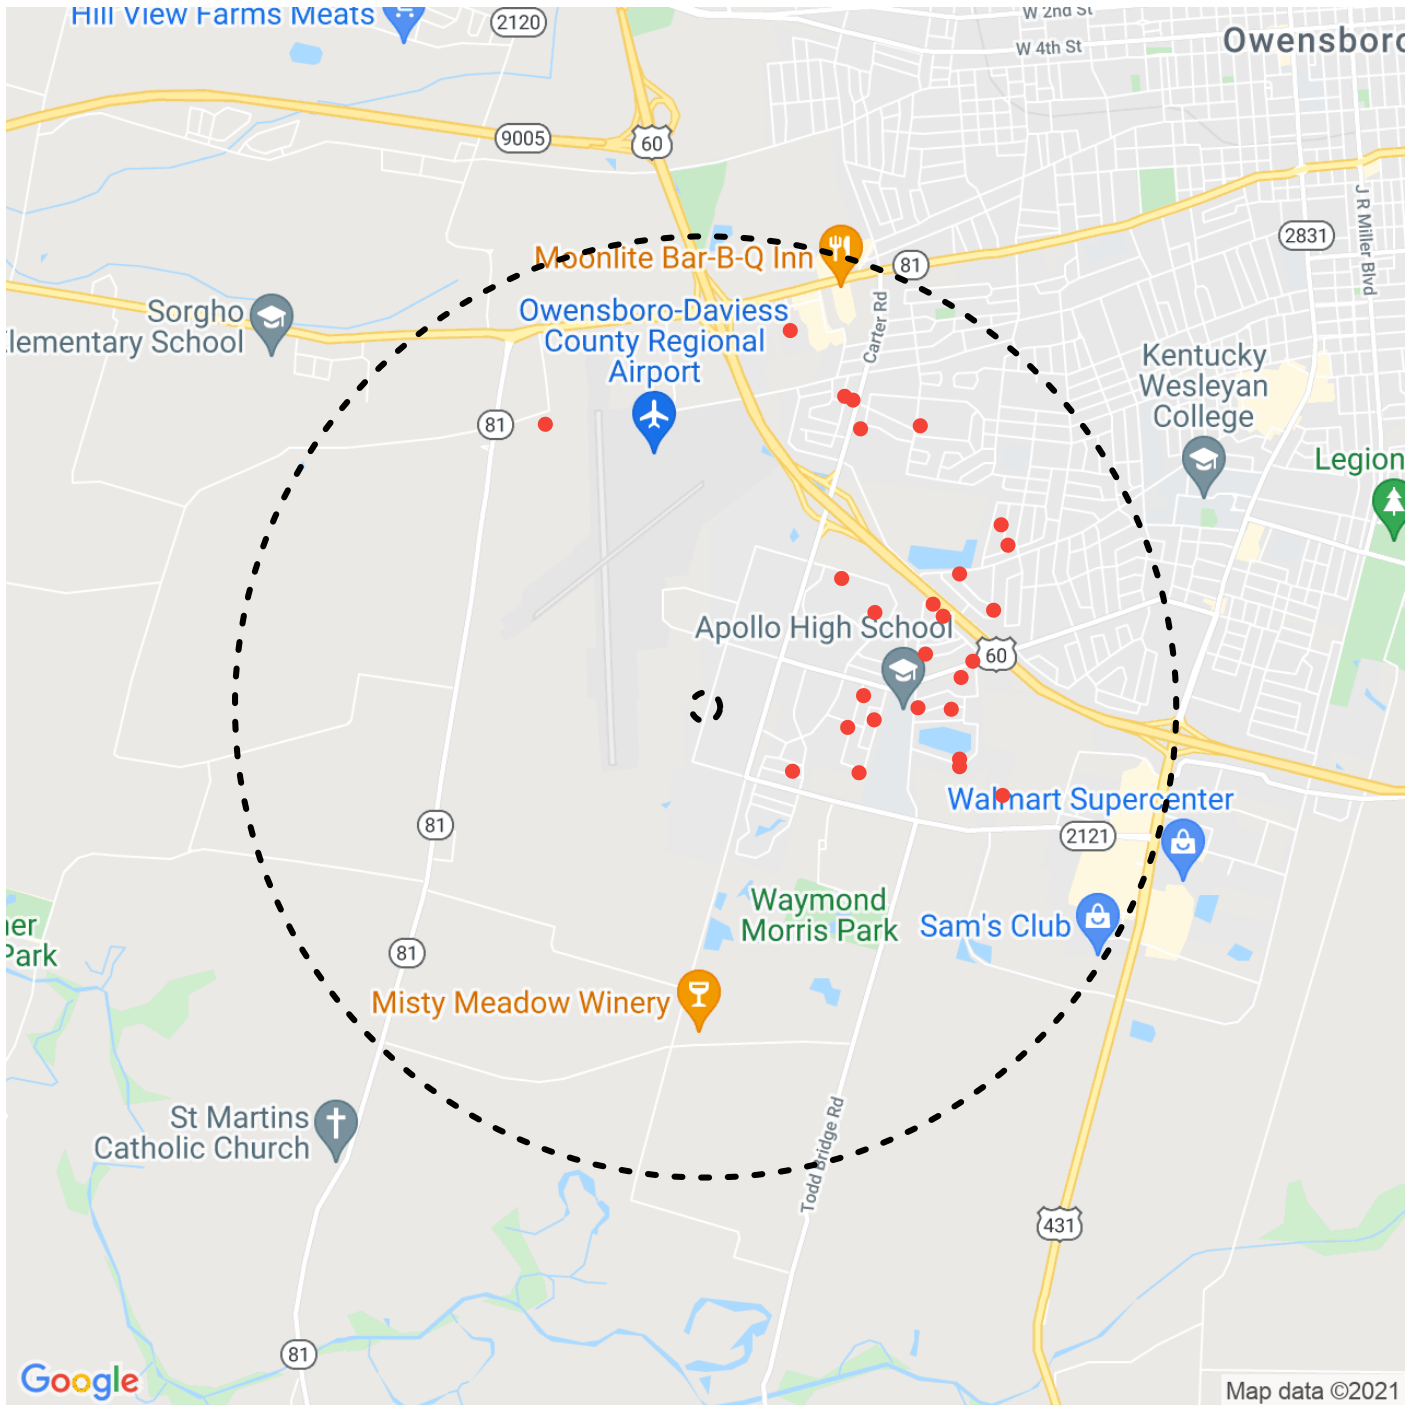 Hill View Farms Meats
2120
W 2nd St
W 4th St
Owensboro
9005
60
J R Miller Blvd
2831
Moonlite Bar-B-Q Inn
81
Sorgho
Elementary School
Owensboro-Daviess
County Regional
Airport
Carter Rd
Kentucky
Wesleyan
College
81
Legion
Apollo High School
60
Walmart Supercenter
81
2121
Waymond
Morris Park
Sam's Club
Park
81
Misty Meadow Winery
St Martins
Catholic Church
Todd Bridge Rd
431
81
Google
Map data ©2021